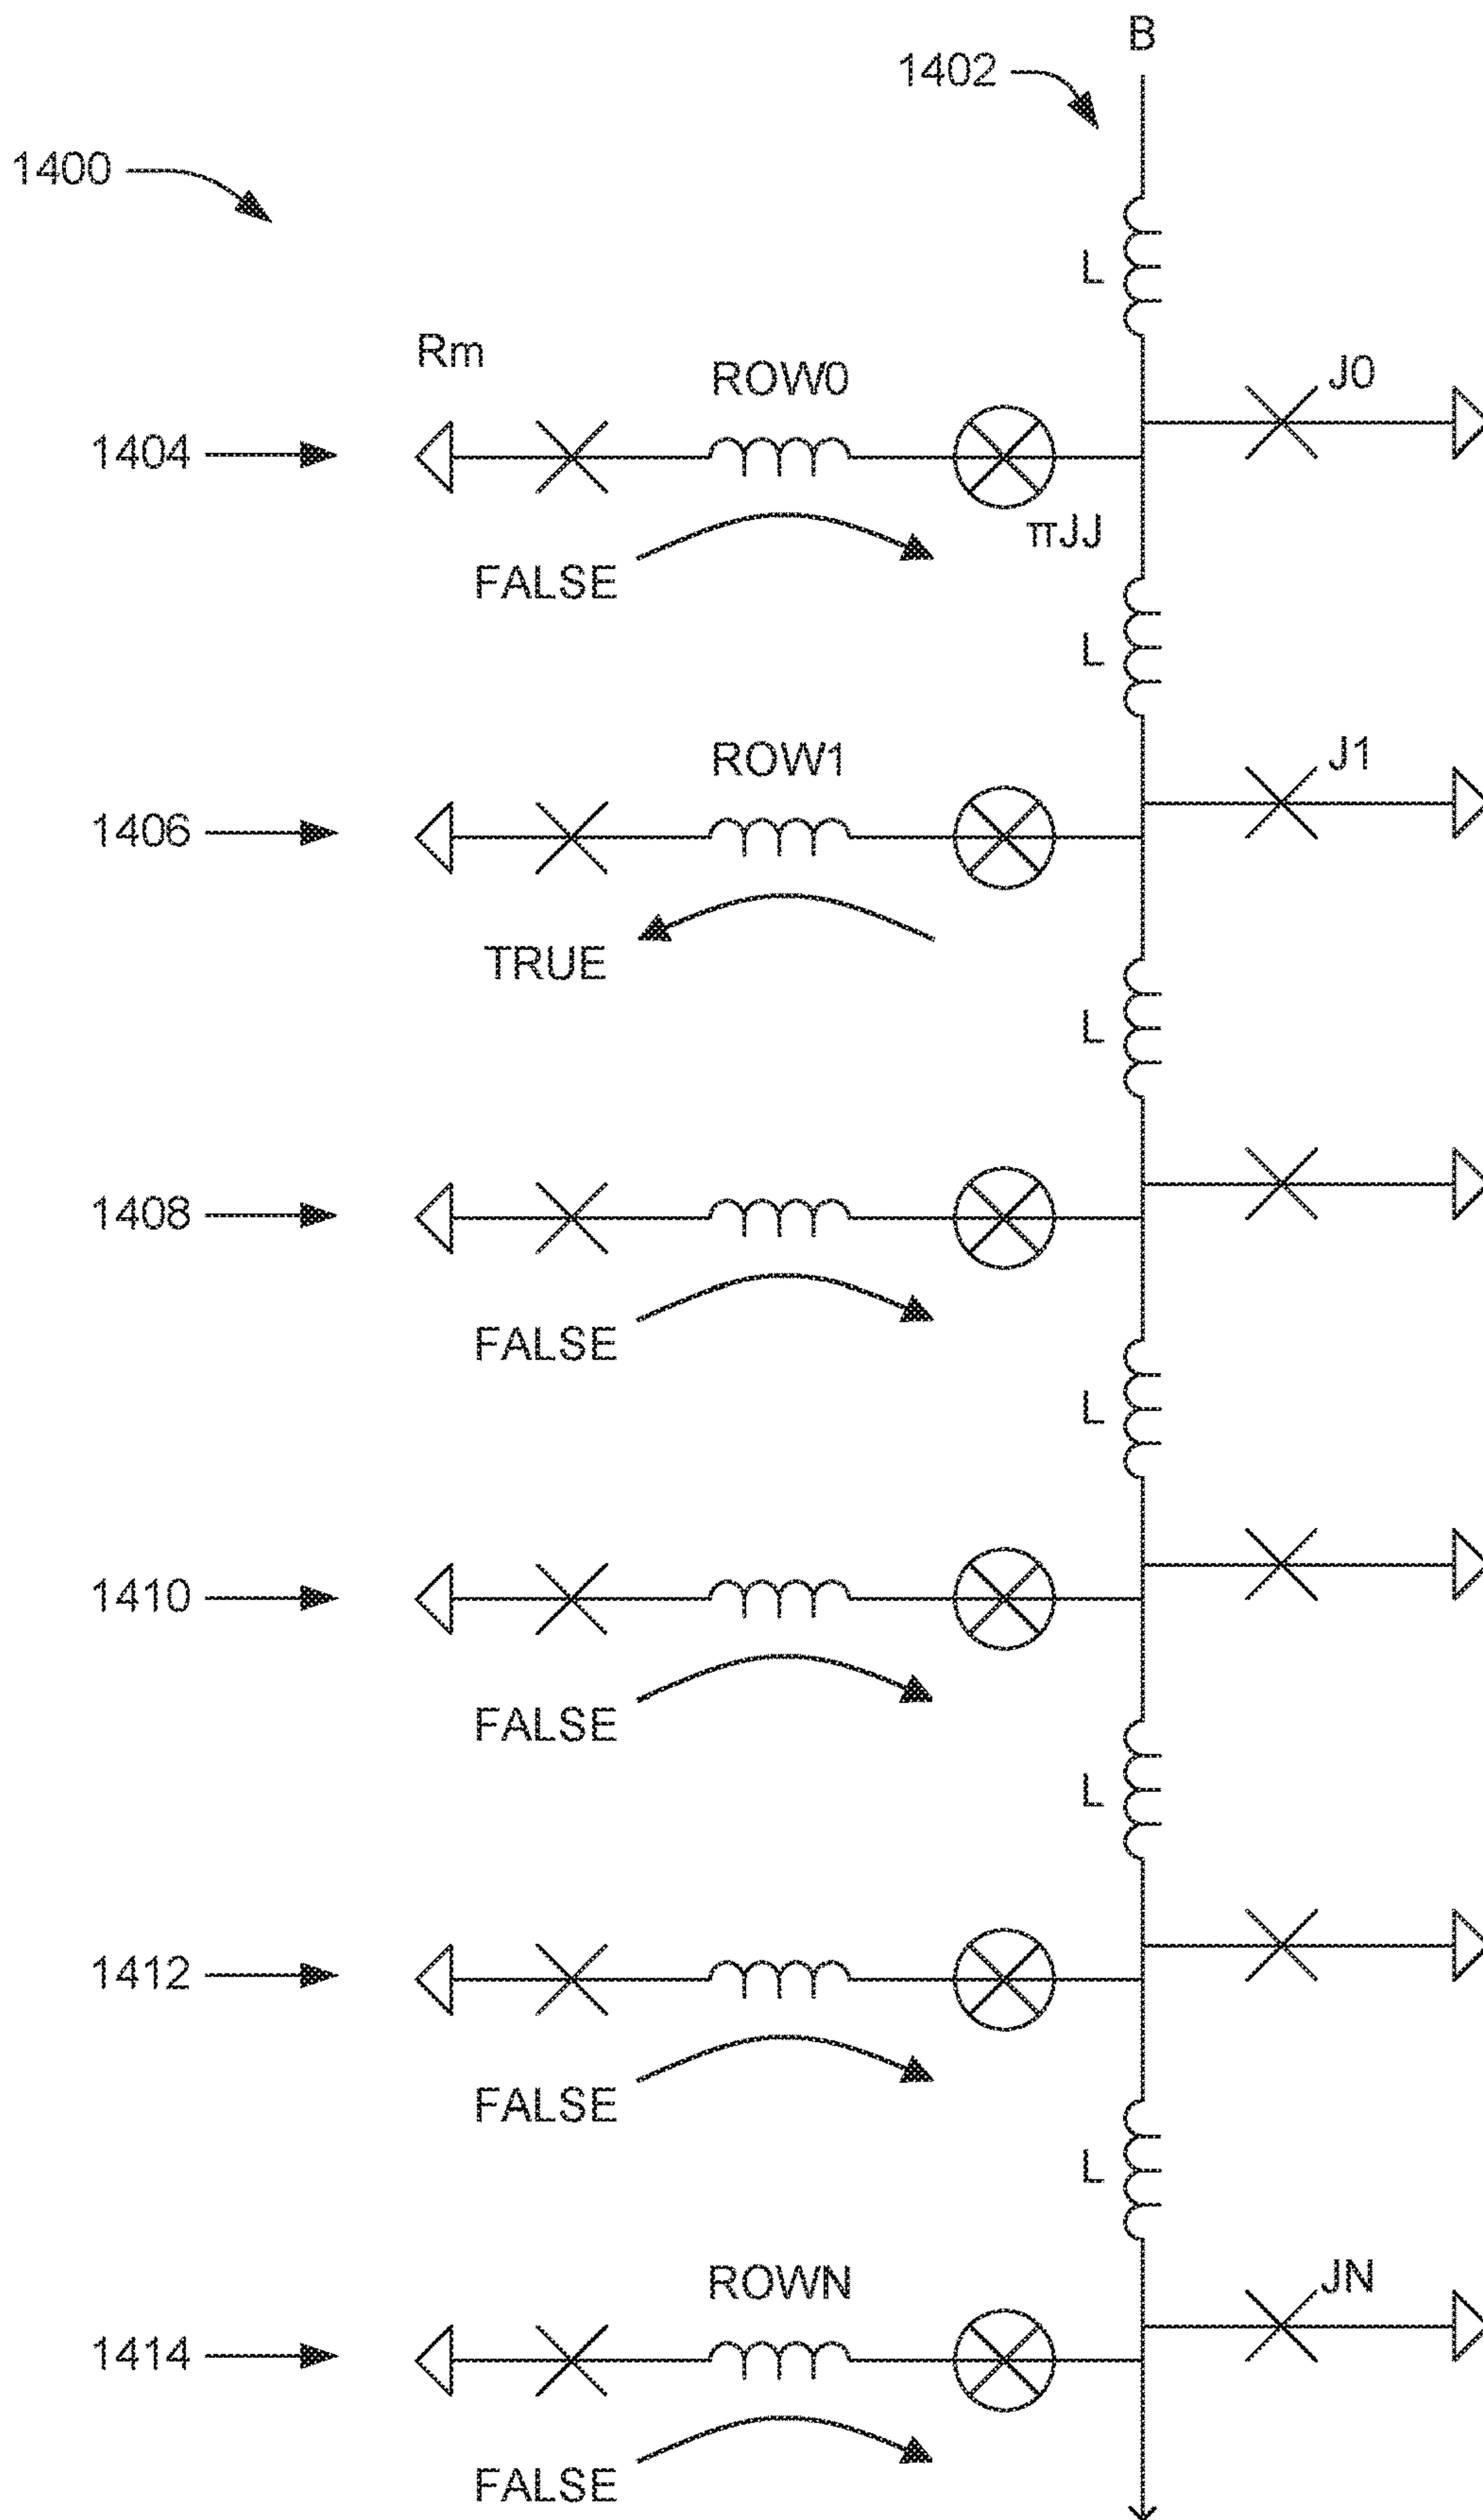 B
1402
1400
L
Rm
ROW0
J0
1404
πJJ
FALSE
L
ROW1
J1
1406
TRUE
L
1408
FALSE
L
1410
FALSE
L
1412
FALSE
L
ROWN
JN
1414
FALSE